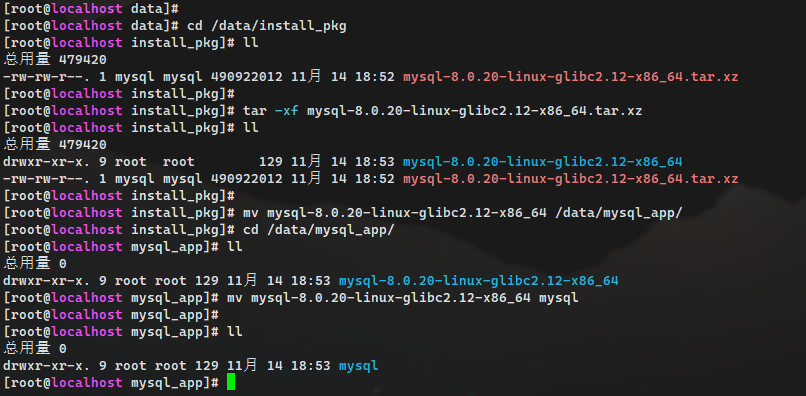 [root@localhost data]#
[root@localhost data]# cd /data/install_pkg
[root@localhost install_pkg]# ll
总用量 479420
-rw-rw-r--. 1 mysql mysql 490922012 11月 14 18:52 mysql-8.0.20-linux-glibc2.12-x86_64.tar.xz
[root@localhost install_pkg]#
[root@localhost install_pkg]# tar -xf mysql-8.0.20-linux-glibc2.12-x86_64.tar.xz
[root@localhost install_pkg]# ll
总用量 479420
drwxr-xr-x. 9 root  root        129 11月 14 18:53 mysql-8.0.20-linux-glibc2.12-x86_64
-rw-rw-r--. 1 mysql mysql 490922012 11月 14 18:52 mysql-8.0.20-linux-glibc2.12-x86_64.tar.xz
[root@localhost install_pkg]#
[root@localhost install_pkg]# mv mysql-8.0.20-linux-glibc2.12-x86_64 /data/mysql_app/
[root@localhost install_pkg]# cd /data/mysql_app/
[root@localhost mysql_app]# ll
总用量 0
drwxr-xr-x. 9 root root 129 11月 14 18:53 mysql-8.0.20-linux-glibc2.12-x86_64
[root@localhost mysql_app]# mv mysql-8.0.20-linux-glibc2.12-x86_64 mysql
[root@localhost mysql_app]#
[root@localhost mysql_app]# ll
总用量 0
drwxr-xr-x. 9 root root 129 11月 14 18:53 mysql
[root@localhost mysql_app]#